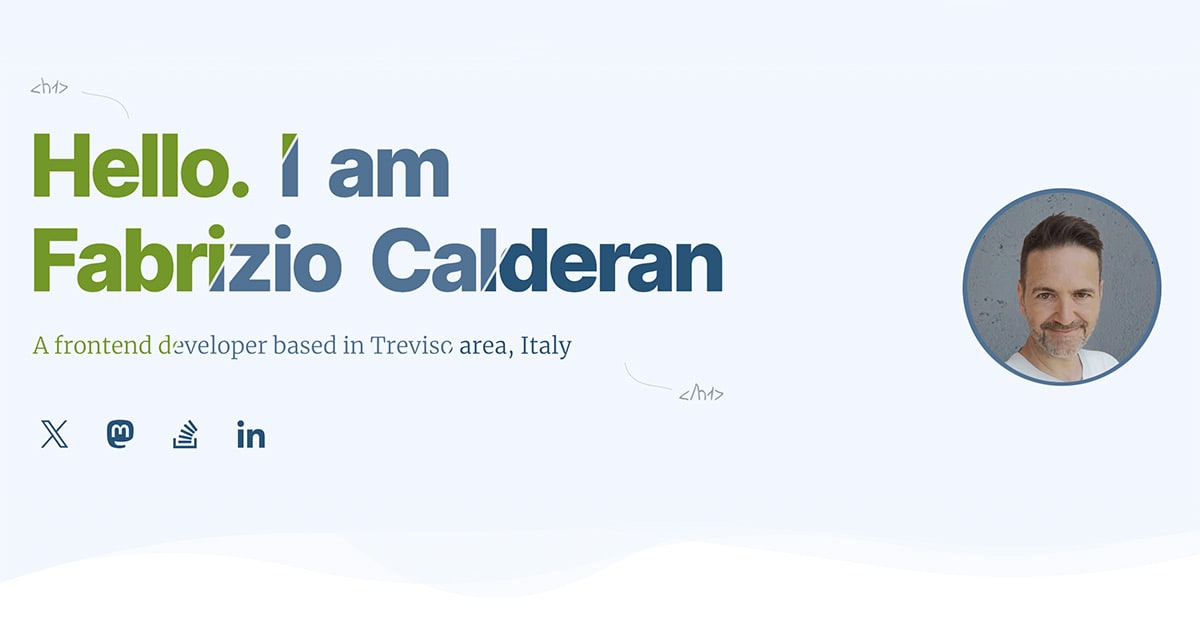 <h1>
Hello. I am
Fabrizio Calderan
A frontend developer based in Treviso area, Italy
</h1>